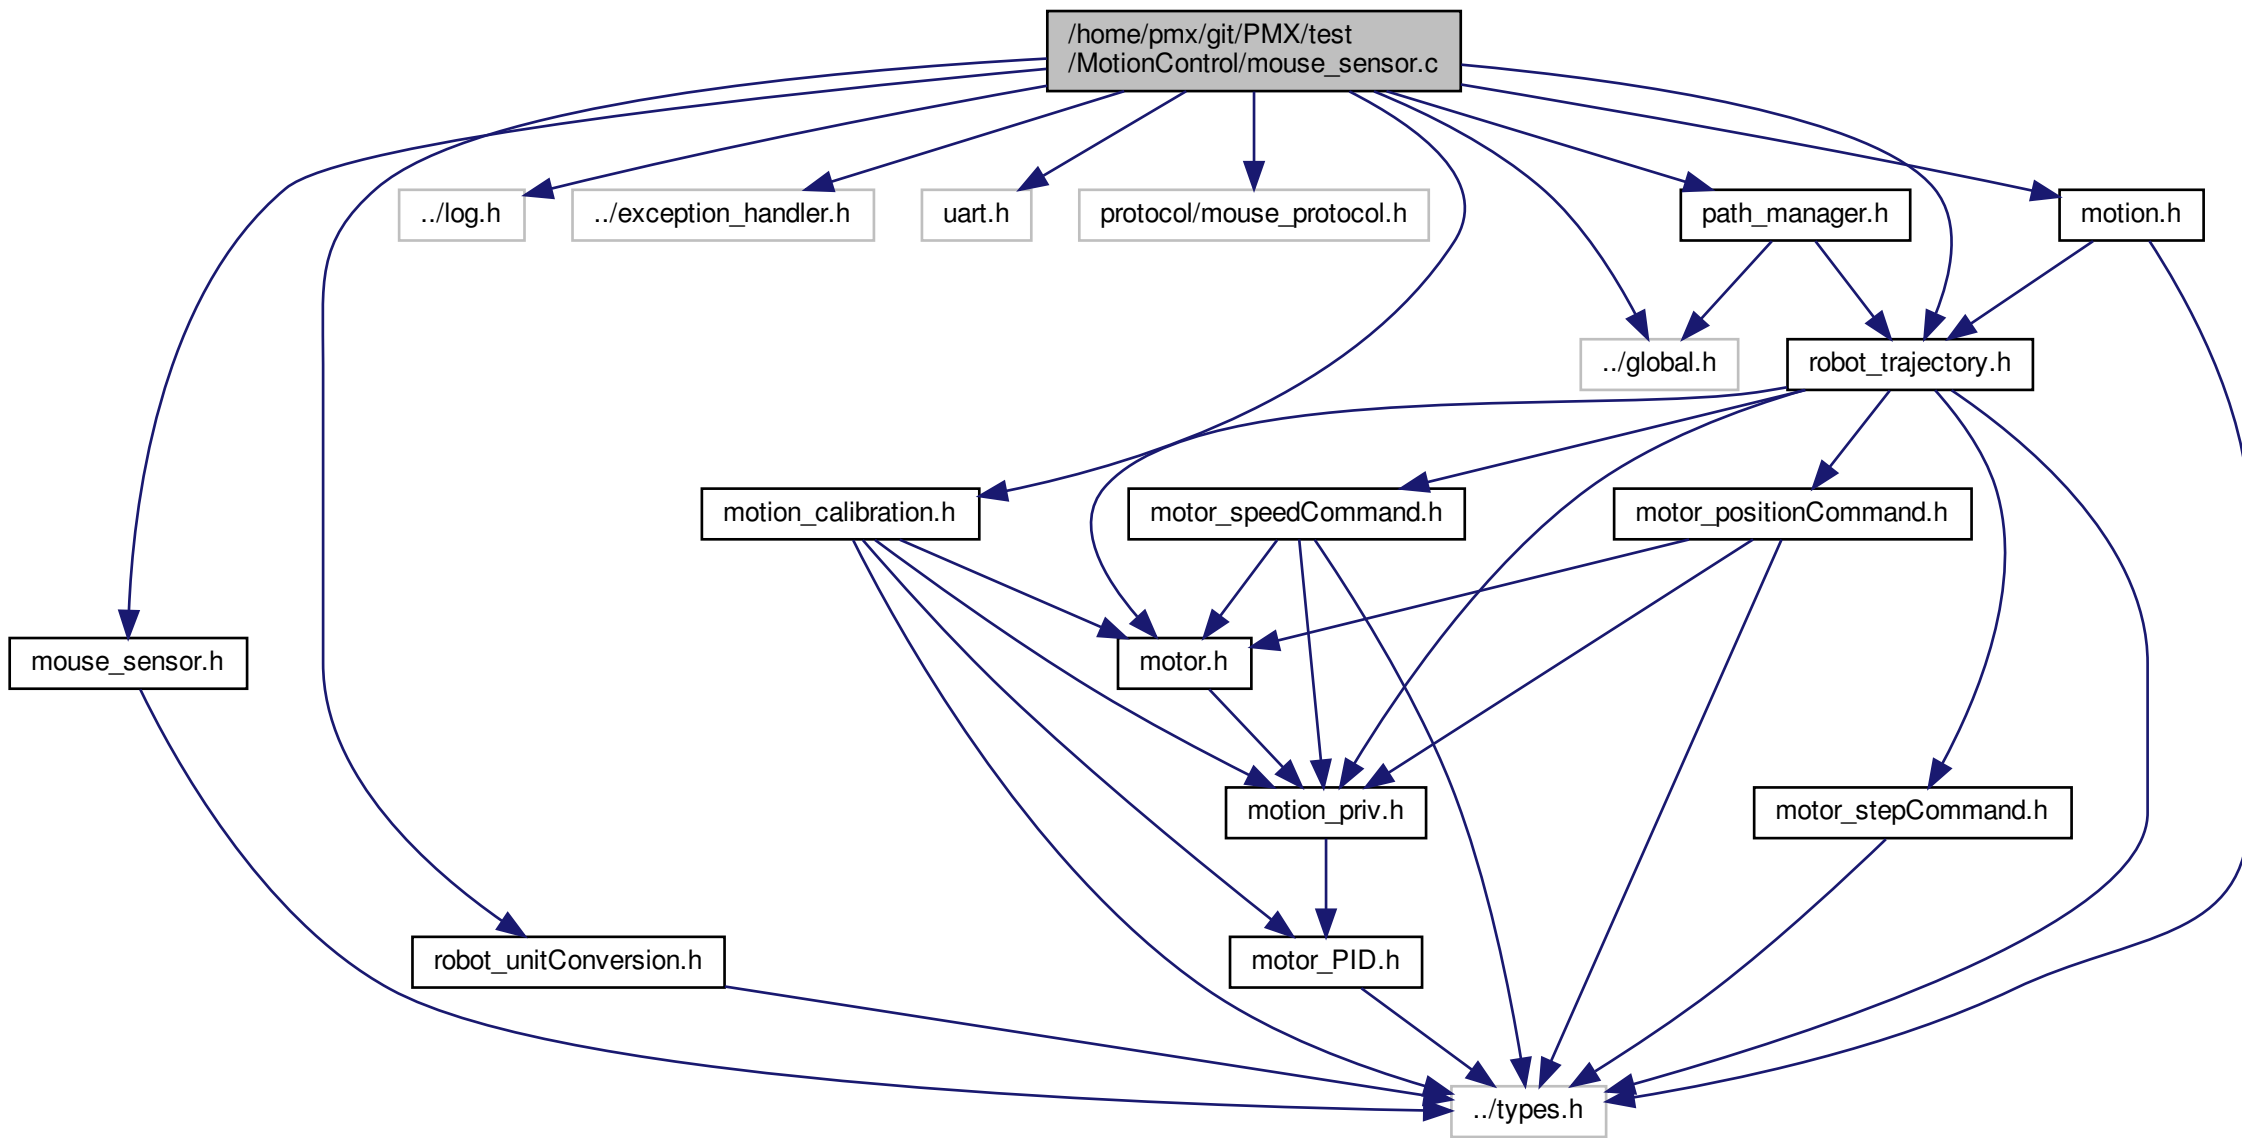 /home/pmx/git/PMX/test
/MotionControl/mouse_sensor.c
../log.h
../exception_handler.h
uart.h
protocol/mouse_protocol.h
path_manager.h
motion.h
../global.h
robot_trajectory.h
motion_calibration.h
motor_speedCommand.h
motor_positionCommand.h
mouse_sensor.h
motor.h
motion_priv.h
motor_stepCommand.h
robot_unitConversion.h
motor_PID.h
../types.h